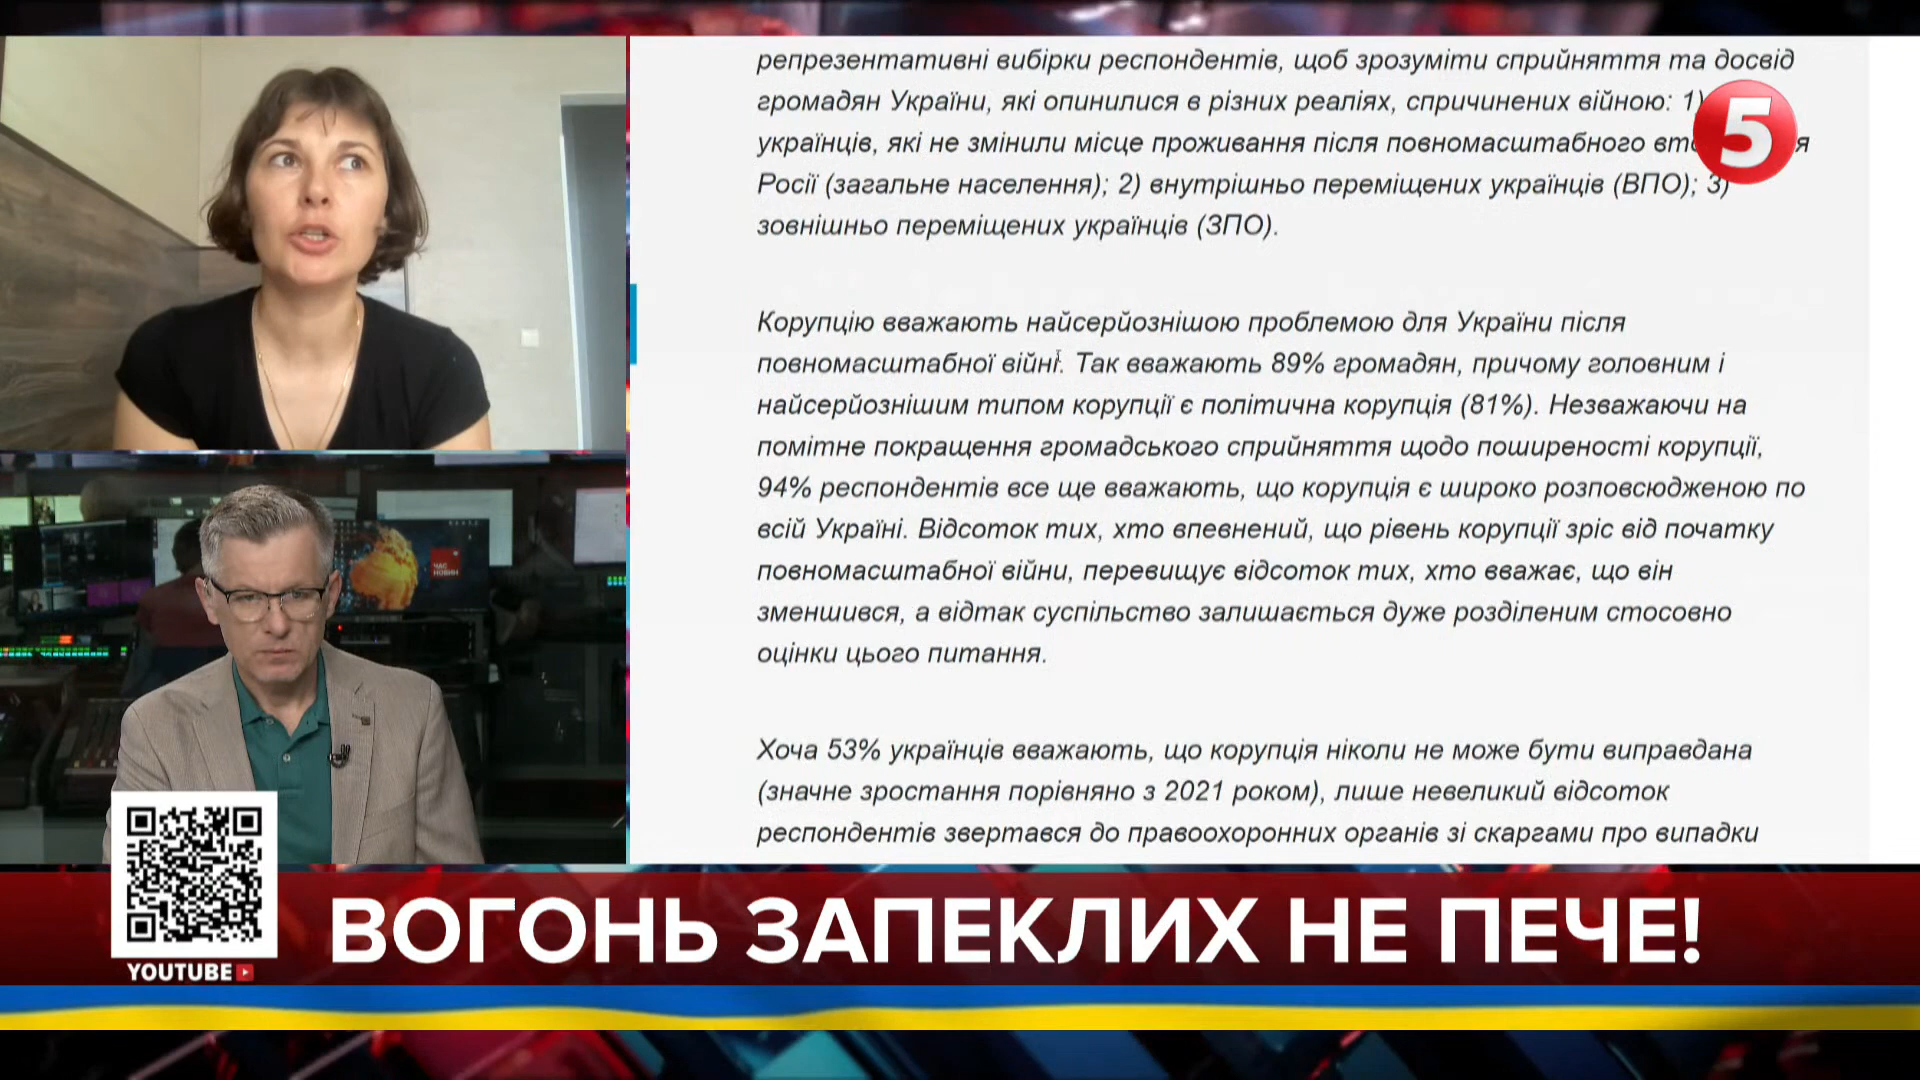 репрезентативні вибірки респондентів, щоб зрозуміти сприйняття та досвід
громадян України, які опинилися в різних реаліях, спричинених війною: 1)
українців, які не змінили місце проживання після повномасштабного
Росії (загальне населення); 2) внутрішньо переміщених українців (ВПО); 3)
зовнішньо переміщених українців (ЗПО).
5
Корупцію вважають найсерйознішою проблемою для України після
повномасштабної війні. Так вважають 89% громадян, причому головним і
найсерйознішим типом корупції є політична корупція (81%). Незважаючи на
помітне покращення громадського сприйняття щодо поширеності корупції,
94% респондентів все ще вважають, що корупція є широко розповсюдженою по
всій Україні. Відсоток тих, хто впевнений, що рівень корупції зріс від початку
повномасштабної війни, перевищує відсоток тих, хто вважає, що він
зменшився, а відтак суспільство залишається дуже розділеним стосовно
оцінки цього питання.
Хоча 53% українців вважають, що корупція ніколи не може бути виправдана
(значне зростання порівняно з 2021 роком), лише невеликий відсоток
респондентів звертався до правоохоронних органів зі скаргами про випадки
ЧАС
НОВИН
YOUTUBE
ВОГОНЬ ЗАПЕКЛИХ НЕ ПЕЧЕ!